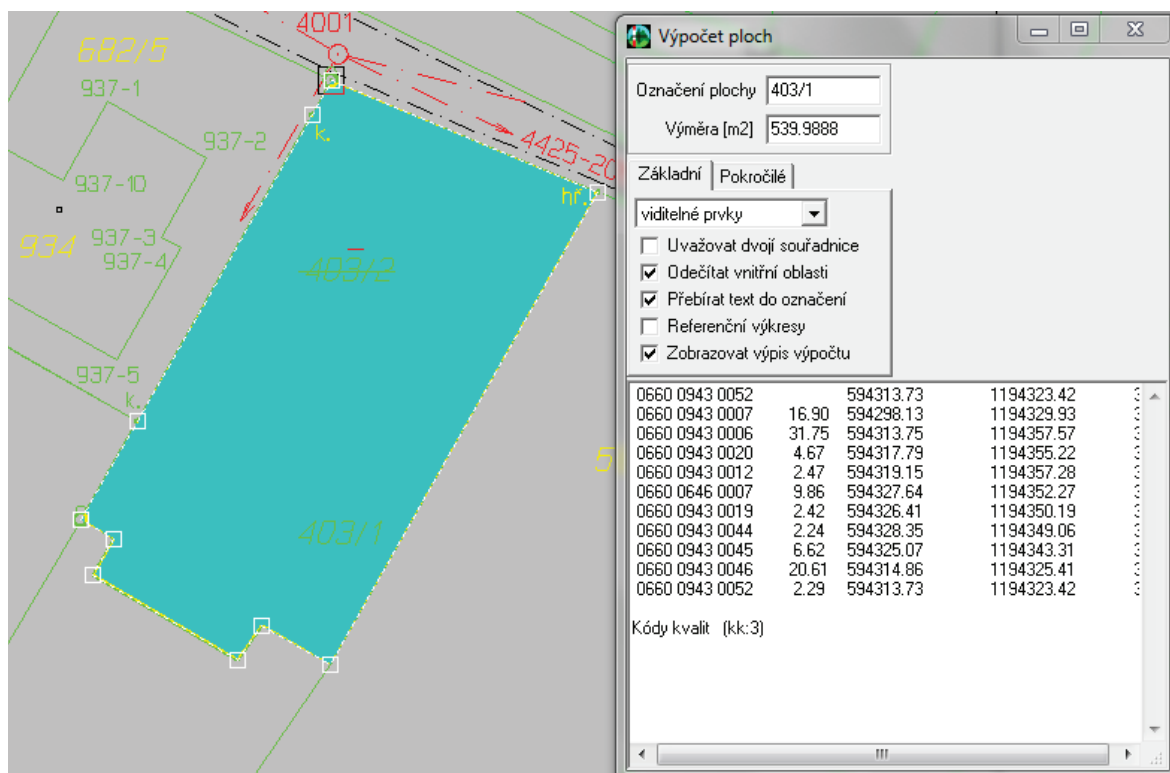 4001
682/5
937-1
k.
937-2
4425-20
937-10
hř.
934
937-3
937-4
403/2
937-5
k.
403/1
Výpočet ploch
Označení plochy 403/1
Výměra [m2] 539.9888
Základní Pokročilé
viditelné prvky
Uvažovat dvojí souřadnice
Odečítat vnitřní oblasti
Přebírat text do označení
Referenční výkresy
Zobrazovat výpis výpočtu
0660 0943 0052 594313.73 1194323.42
0660 0943 0007 16.90 594298.13 1194329.93
0660 0943 0006 31.75 594313.75 1194357.57
0660 0943 0020 4.67 594317.79 1194355.22
0660 0943 0012 2.47 594319.15 1194357.28
0660 0646 0007 9.86 594327.64 1194352.27
0660 0943 0019 2.42 594326.41 1194350.19
0660 0943 0044 2.24 594328.35 1194349.06
0660 0943 0045 6.62 594325.07 1194343.31
0660 0943 0046 20.61 594314.86 1194325.41
0660 0943 0052 2.29 594313.73 1194323.42
Kódy kvalit (kk:3)